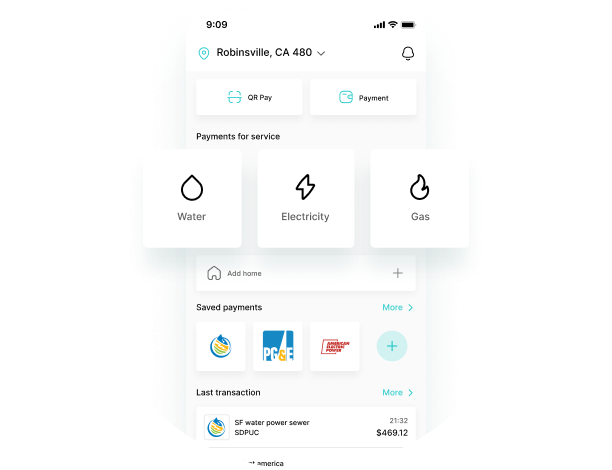 9:09
Robinsville, CA 480
QR Pay
Payment
Payments for service
Water
Electricity
Gas
Add home
Saved payments
More
PG&E
AMERICAN
ELECTRIC
POWER
Last transaction
More
SF water power sewer
21:32
SDPUC
$469.12
america